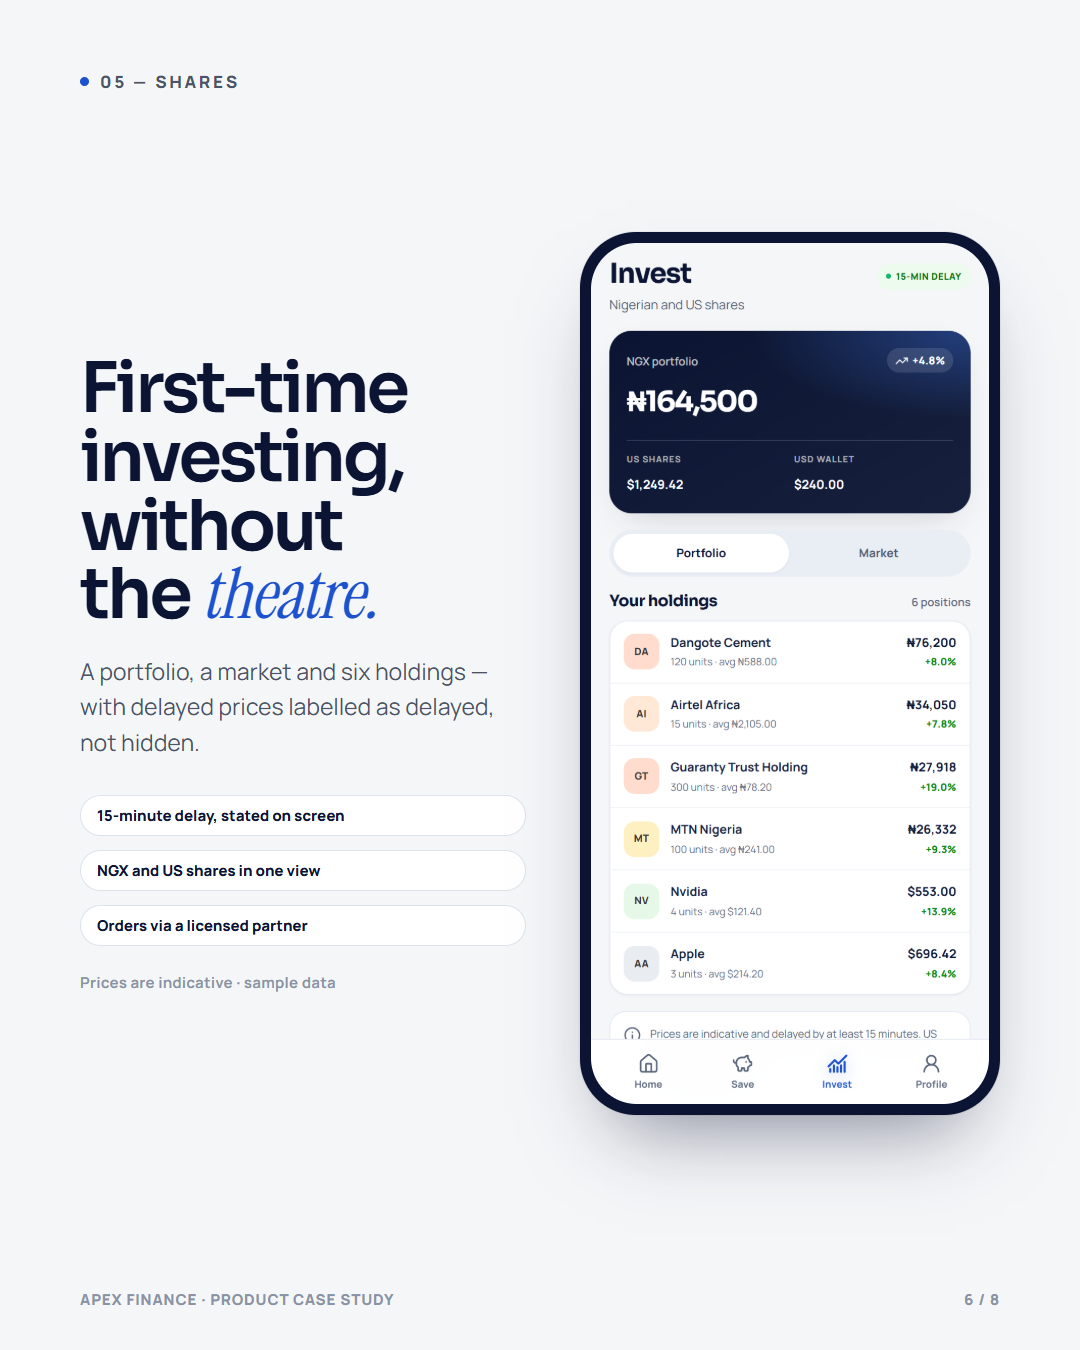 05 — SHARES
First-time
investing,
without
the theatre.
A portfolio, a market and six holdings —
with delayed prices labelled as delayed,
not hidden.
15-minute delay, stated on screen
NGX and US shares in one view
Orders via a licensed partner
Prices are indicative · sample data
Invest
15-MIN DELAY
Nigerian and US shares
NGX portfolio
+4.8%
₦164,500
US SHARES
USD WALLET
$1,249.42
$240.00
Portfolio
Market
Your holdings
6 positions
DA
Dangote Cement
₦76,200
120 units · avg ₦588.00
+8.0%
AI
Airtel Africa
₦34,050
15 units · avg ₦2,105.00
+7.8%
GT
Guaranty Trust Holding
₦27,918
300 units · avg ₦78.20
+19.0%
MT
MTN Nigeria
₦26,332
100 units · avg ₦241.00
+9.3%
NV
Nvidia
$553.00
4 units · avg $121.40
+13.9%
AA
Apple
$696.42
3 units · avg $214.20
+8.4%
Prices are indicative and delayed by at least 15 minutes. US
Home
Save
Invest
Profile
APEX FINANCE · PRODUCT CASE STUDY
6 / 8